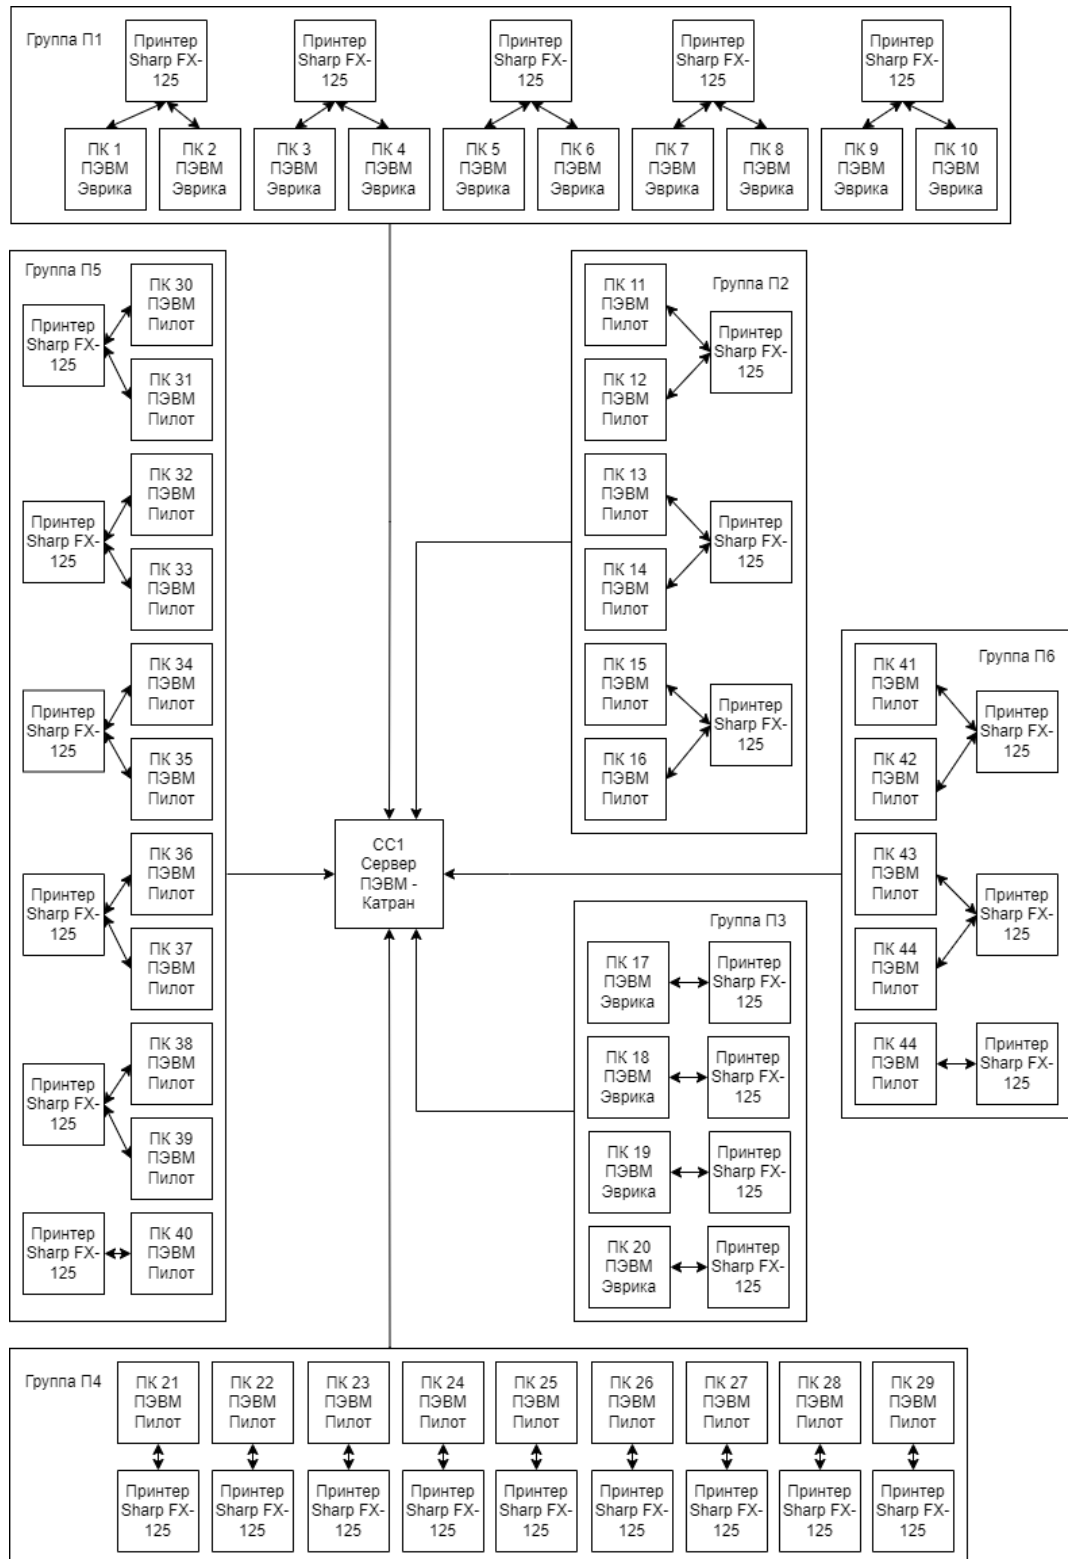 Группа П1
Принтер
Sharp FX-
125
Принтер
Sharp FX-
125
Принтер
Sharp FX-
125
Принтер
Sharp FX-
125
Принтер
Sharp FX-
125
ПК 1
ПЭВМ
Эврика
ПК 2
ПЭВМ
Эврика
ПК 3
ПЭВМ
Эврика
ПК 4
ПЭВМ
Эврика
ПК 5
ПЭВМ
Эврика
ПК 6
ПЭВМ
Эврика
ПК 7
ПЭВМ
Эврика
ПК 8
ПЭВМ
Эврика
ПК 9
ПЭВМ
Эврика
ПК 10
ПЭВМ
Эврика
Группа П5
ПК 30
ПЭВМ
Пилот
Принтер
Sharp FX-
125
ПК 31
ПЭВМ
Пилот
ПК 32
ПЭВМ
Пилот
Принтер
Sharp FX-
125
ПК 33
ПЭВМ
Пилот
ПК 34
ПЭВМ
Пилот
Принтер
Sharp FX-
125
ПК 35
ПЭВМ
Пилот
ПК 36
ПЭВМ
Пилот
Принтер
Sharp FX-
125
ПК 37
ПЭВМ
Пилот
ПК 38
ПЭВМ
Пилот
Принтер
Sharp FX-
125
ПК 39
ПЭВМ
Пилот
Принтер
Sharp FX-
125
ПК 40
ПЭВМ
Пилот
Группа П2
ПК 11
ПЭВМ
Пилот
Принтер
Sharp FX-
125
ПК 12
ПЭВМ
Пилот
ПК 13
ПЭВМ
Пилот
Принтер
Sharp FX-
125
ПК 14
ПЭВМ
Пилот
ПК 15
ПЭВМ
Пилот
Принтер
Sharp FX-
125
ПК 16
ПЭВМ
Пилот
СС1
Сервер
ПЭВМ -
Катран
Группа П6
ПК 41
ПЭВМ
Пилот
Принтер
Sharp FX-
125
ПК 42
ПЭВМ
Пилот
ПК 43
ПЭВМ
Пилот
Принтер
Sharp FX-
125
ПК 44
ПЭВМ
Пилот
ПК 44
ПЭВМ
Пилот
Принтер
Sharp FX-
125
Группа П3
ПК 17
ПЭВМ
Эврика
Принтер
Sharp FX-
125
ПК 18
ПЭВМ
Эврика
Принтер
Sharp FX-
125
ПК 19
ПЭВМ
Эврика
Принтер
Sharp FX-
125
ПК 20
ПЭВМ
Эврика
Принтер
Sharp FX-
125
Группа П4
ПК 21
ПЭВМ
Пилот
ПК 22
ПЭВМ
Пилот
ПК 23
ПЭВМ
Пилот
ПК 24
ПЭВМ
Пилот
ПК 25
ПЭВМ
Пилот
ПК 26
ПЭВМ
Пилот
ПК 27
ПЭВМ
Пилот
ПК 28
ПЭВМ
Пилот
ПК 29
ПЭВМ
Пилот
Принтер
Sharp FX-
125
Принтер
Sharp FX-
125
Принтер
Sharp FX-
125
Принтер
Sharp FX-
125
Принтер
Sharp FX-
125
Принтер
Sharp FX-
125
Принтер
Sharp FX-
125
Принтер
Sharp FX-
125
Принтер
Sharp FX-
125